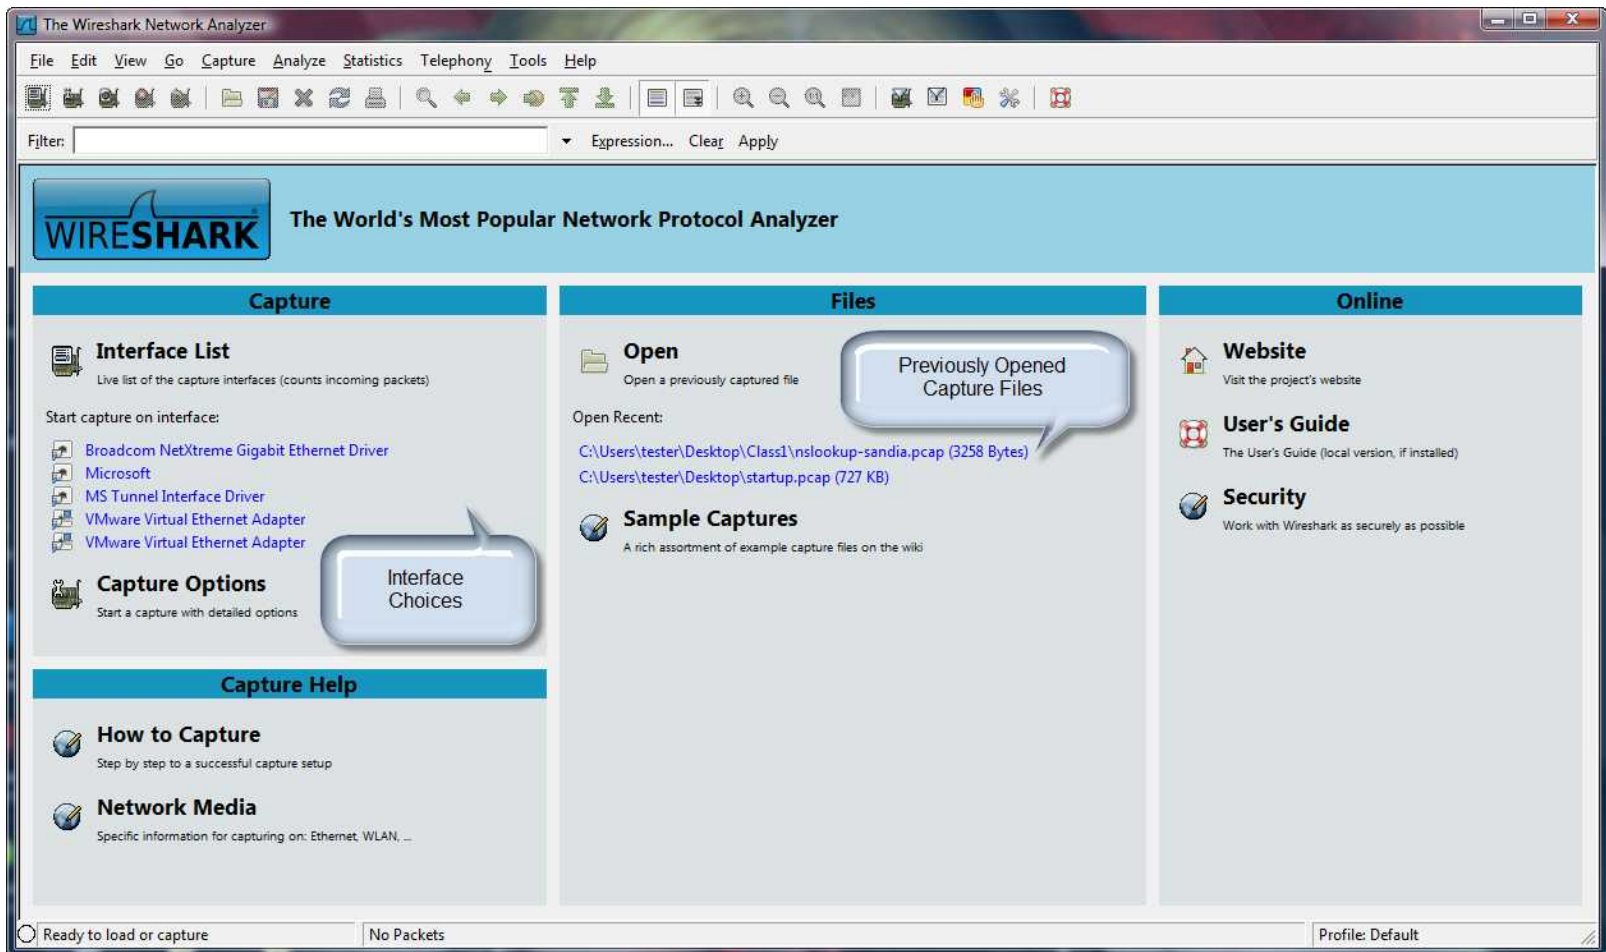 The Wireshark Network Analyzer
File Edit View Go Capture Analyze Statistics Telephony Tools Help
Filter: Expression... Clear Apply
WIRESHARK
The World's Most Popular Network Protocol Analyzer
Capture
Interface List
Live list of the capture interfaces (counts incoming packets)
Start capture on interface:
Broadcom NetXtreme Gigabit Ethernet Driver
Microsoft
MS Tunnel Interface Driver
VMware Virtual Ethernet Adapter
VMware Virtual Ethernet Adapter
Interface
Choices
Capture Options
Start a capture with detailed options
Capture Help
How to Capture
Step by step to a successful capture setup
Network Media
Specific information for capturing on: Ethernet, WLAN, ...
Files
Open
Open a previously captured file
Previously Opened
Capture Files
Open Recent:
C:\Users\tester\Desktop\Class1\nslookup-sandia.pcap (3258 Bytes)
C:\Users\tester\Desktop\startup.pcap (727 KB)
Sample Captures
A rich assortment of example capture files on the wiki
Online
Website
Visit the project's website
User's Guide
The User's Guide (local version, if installed)
Security
Work with Wireshark as securely as possible
Ready to load or capture
No Packets
Profile: Default